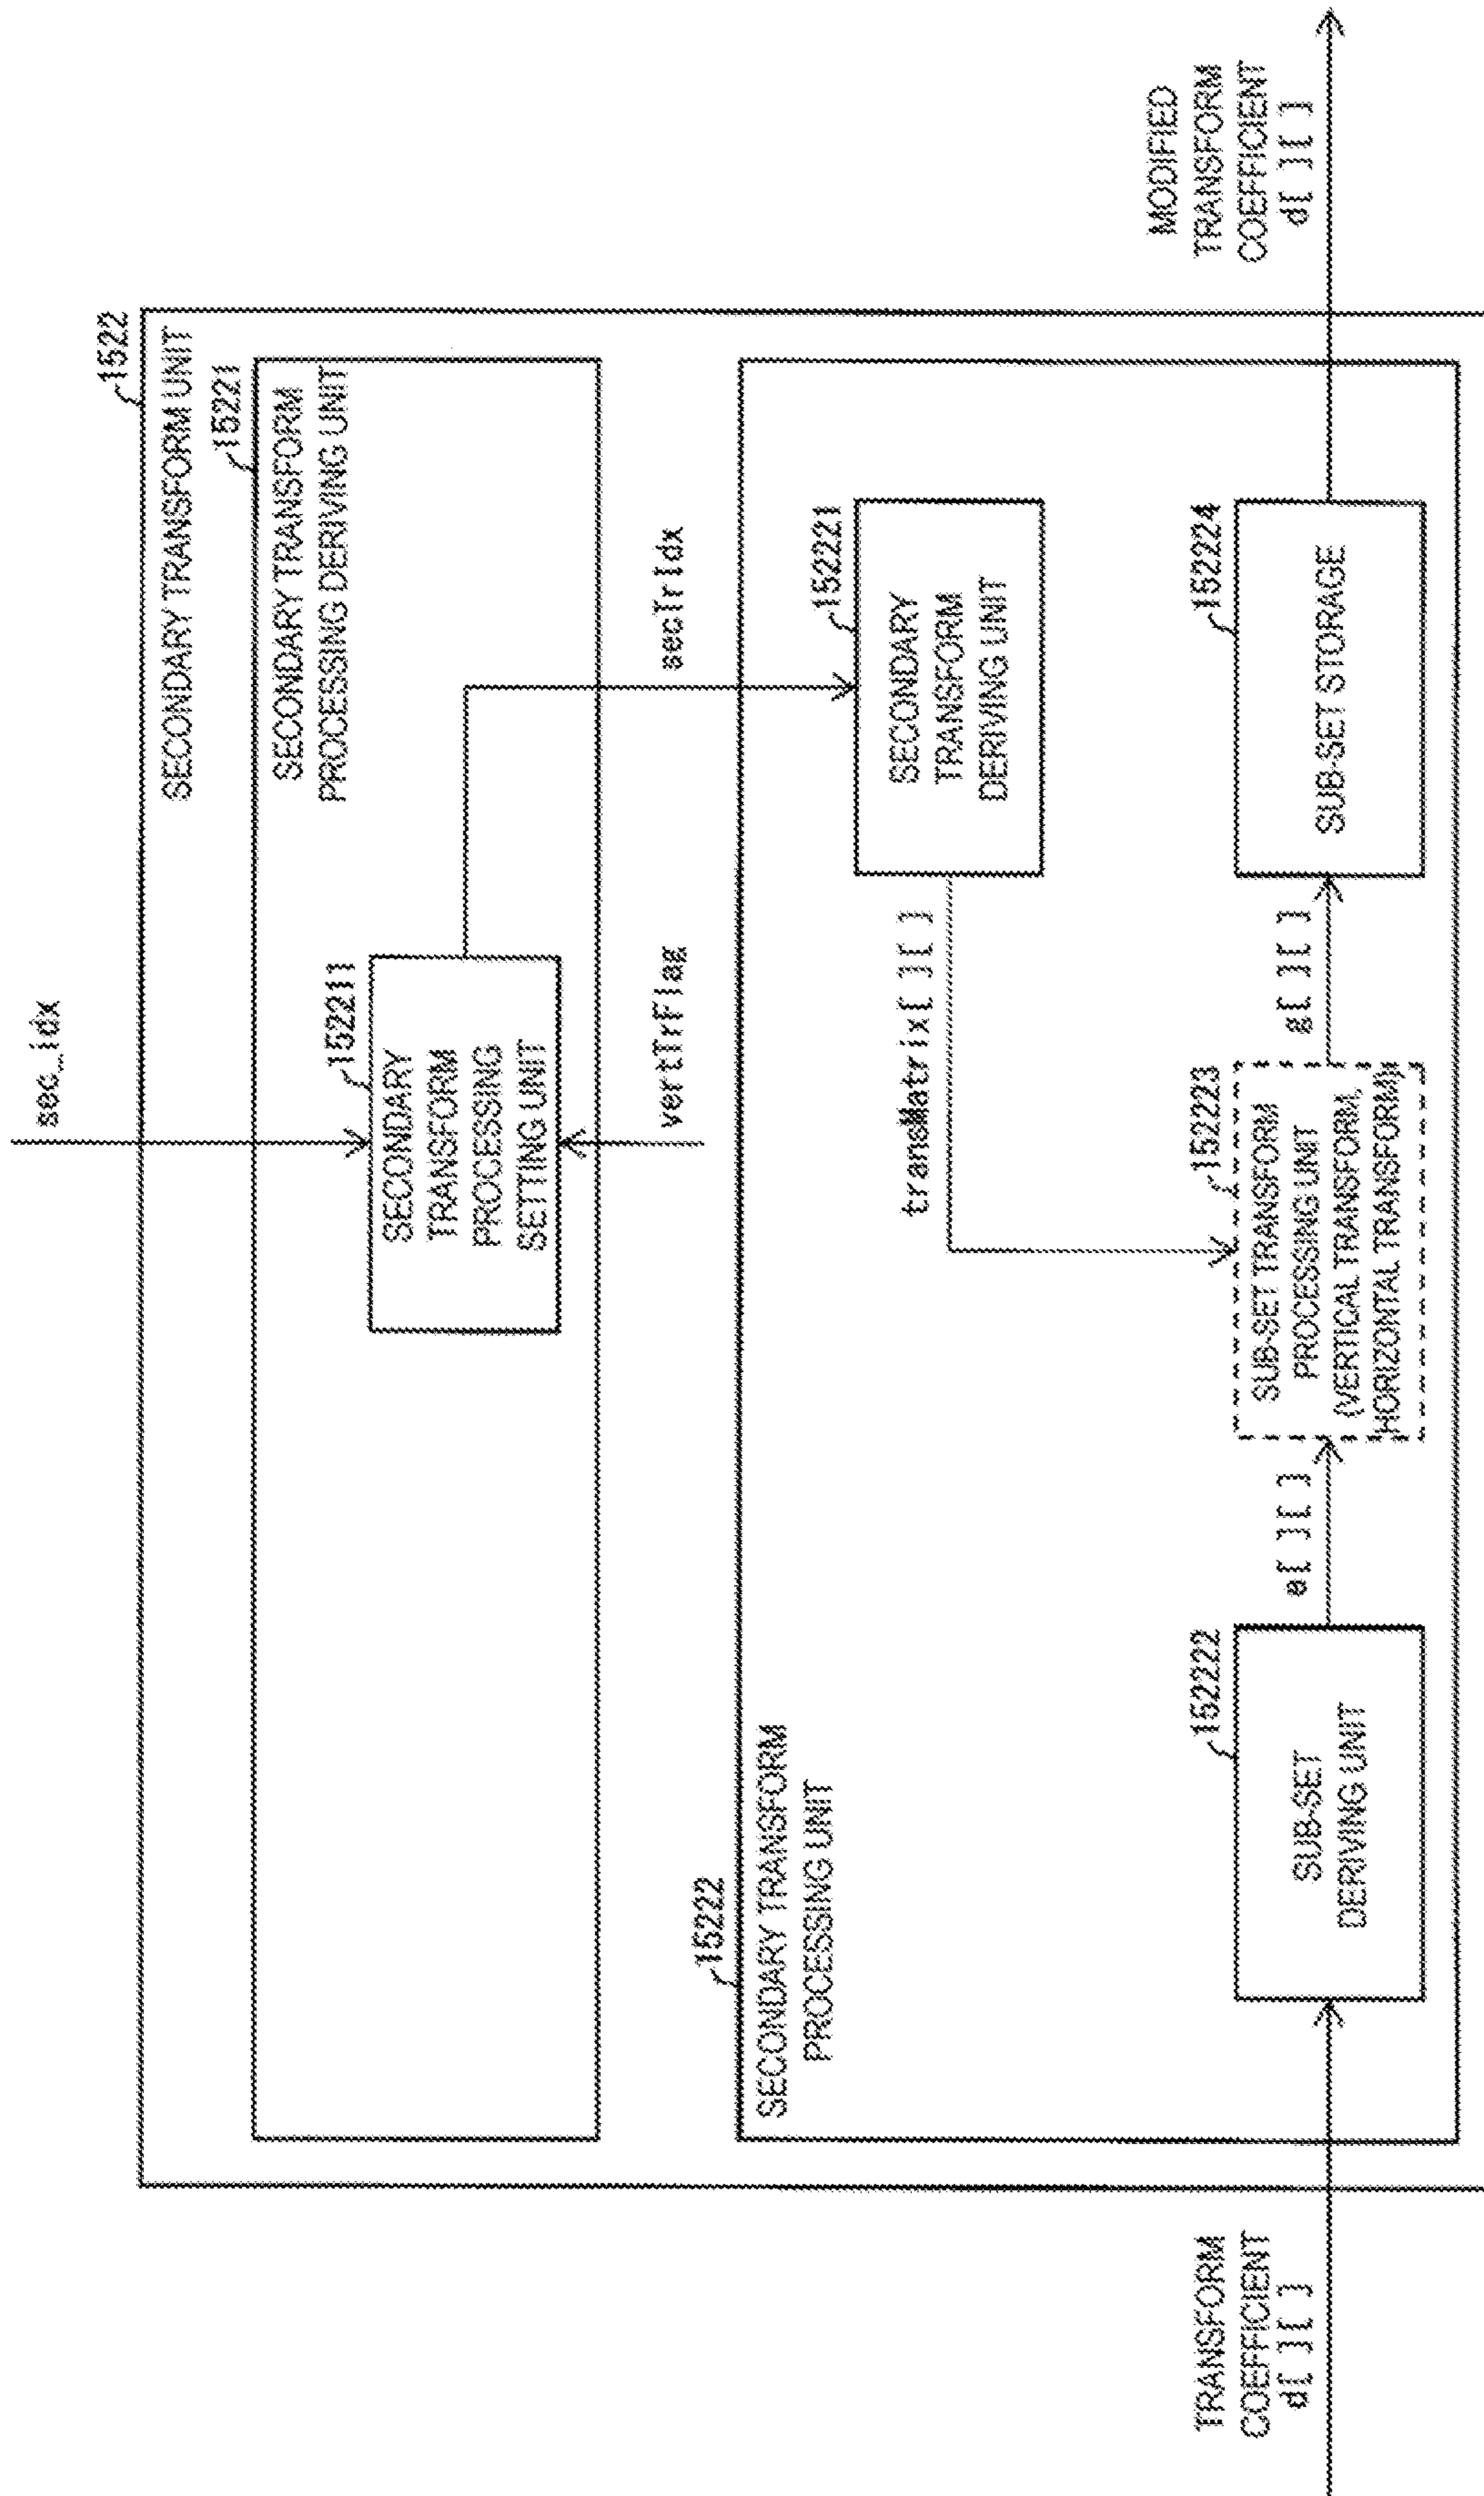 sec_idx
1522
SECONDARY TRANSFORM UNIT
15221
SECONDARY TRANSFORM
PROCESSING DERIVING UNIT
152211
SECONDARY
TRANSFORM
PROCESSING
SETTING UNIT
vertTrFlag
secTrIdx
15222
SECONDARY TRANSFORM
PROCESSING UNIT
152221
SECONDARY
TRANSFORM
DERIVING UNIT
transMatrix[ ][ ]
TRANSFORM
COEFFICIENT
d[ ][ ]
152222
SUB-SET
DERIVING UNIT
e[ ][ ]
152223
SUB-SET TRANSFORM
PROCESSING UNIT
(VERTICAL TRANSFORM,
HORIZONTAL TRANSFORM)
g[ ][ ]
152224
SUB-SET STORAGE
MODIFIED
TRANSFORM
COEFFICIENT
d[ ][ ]